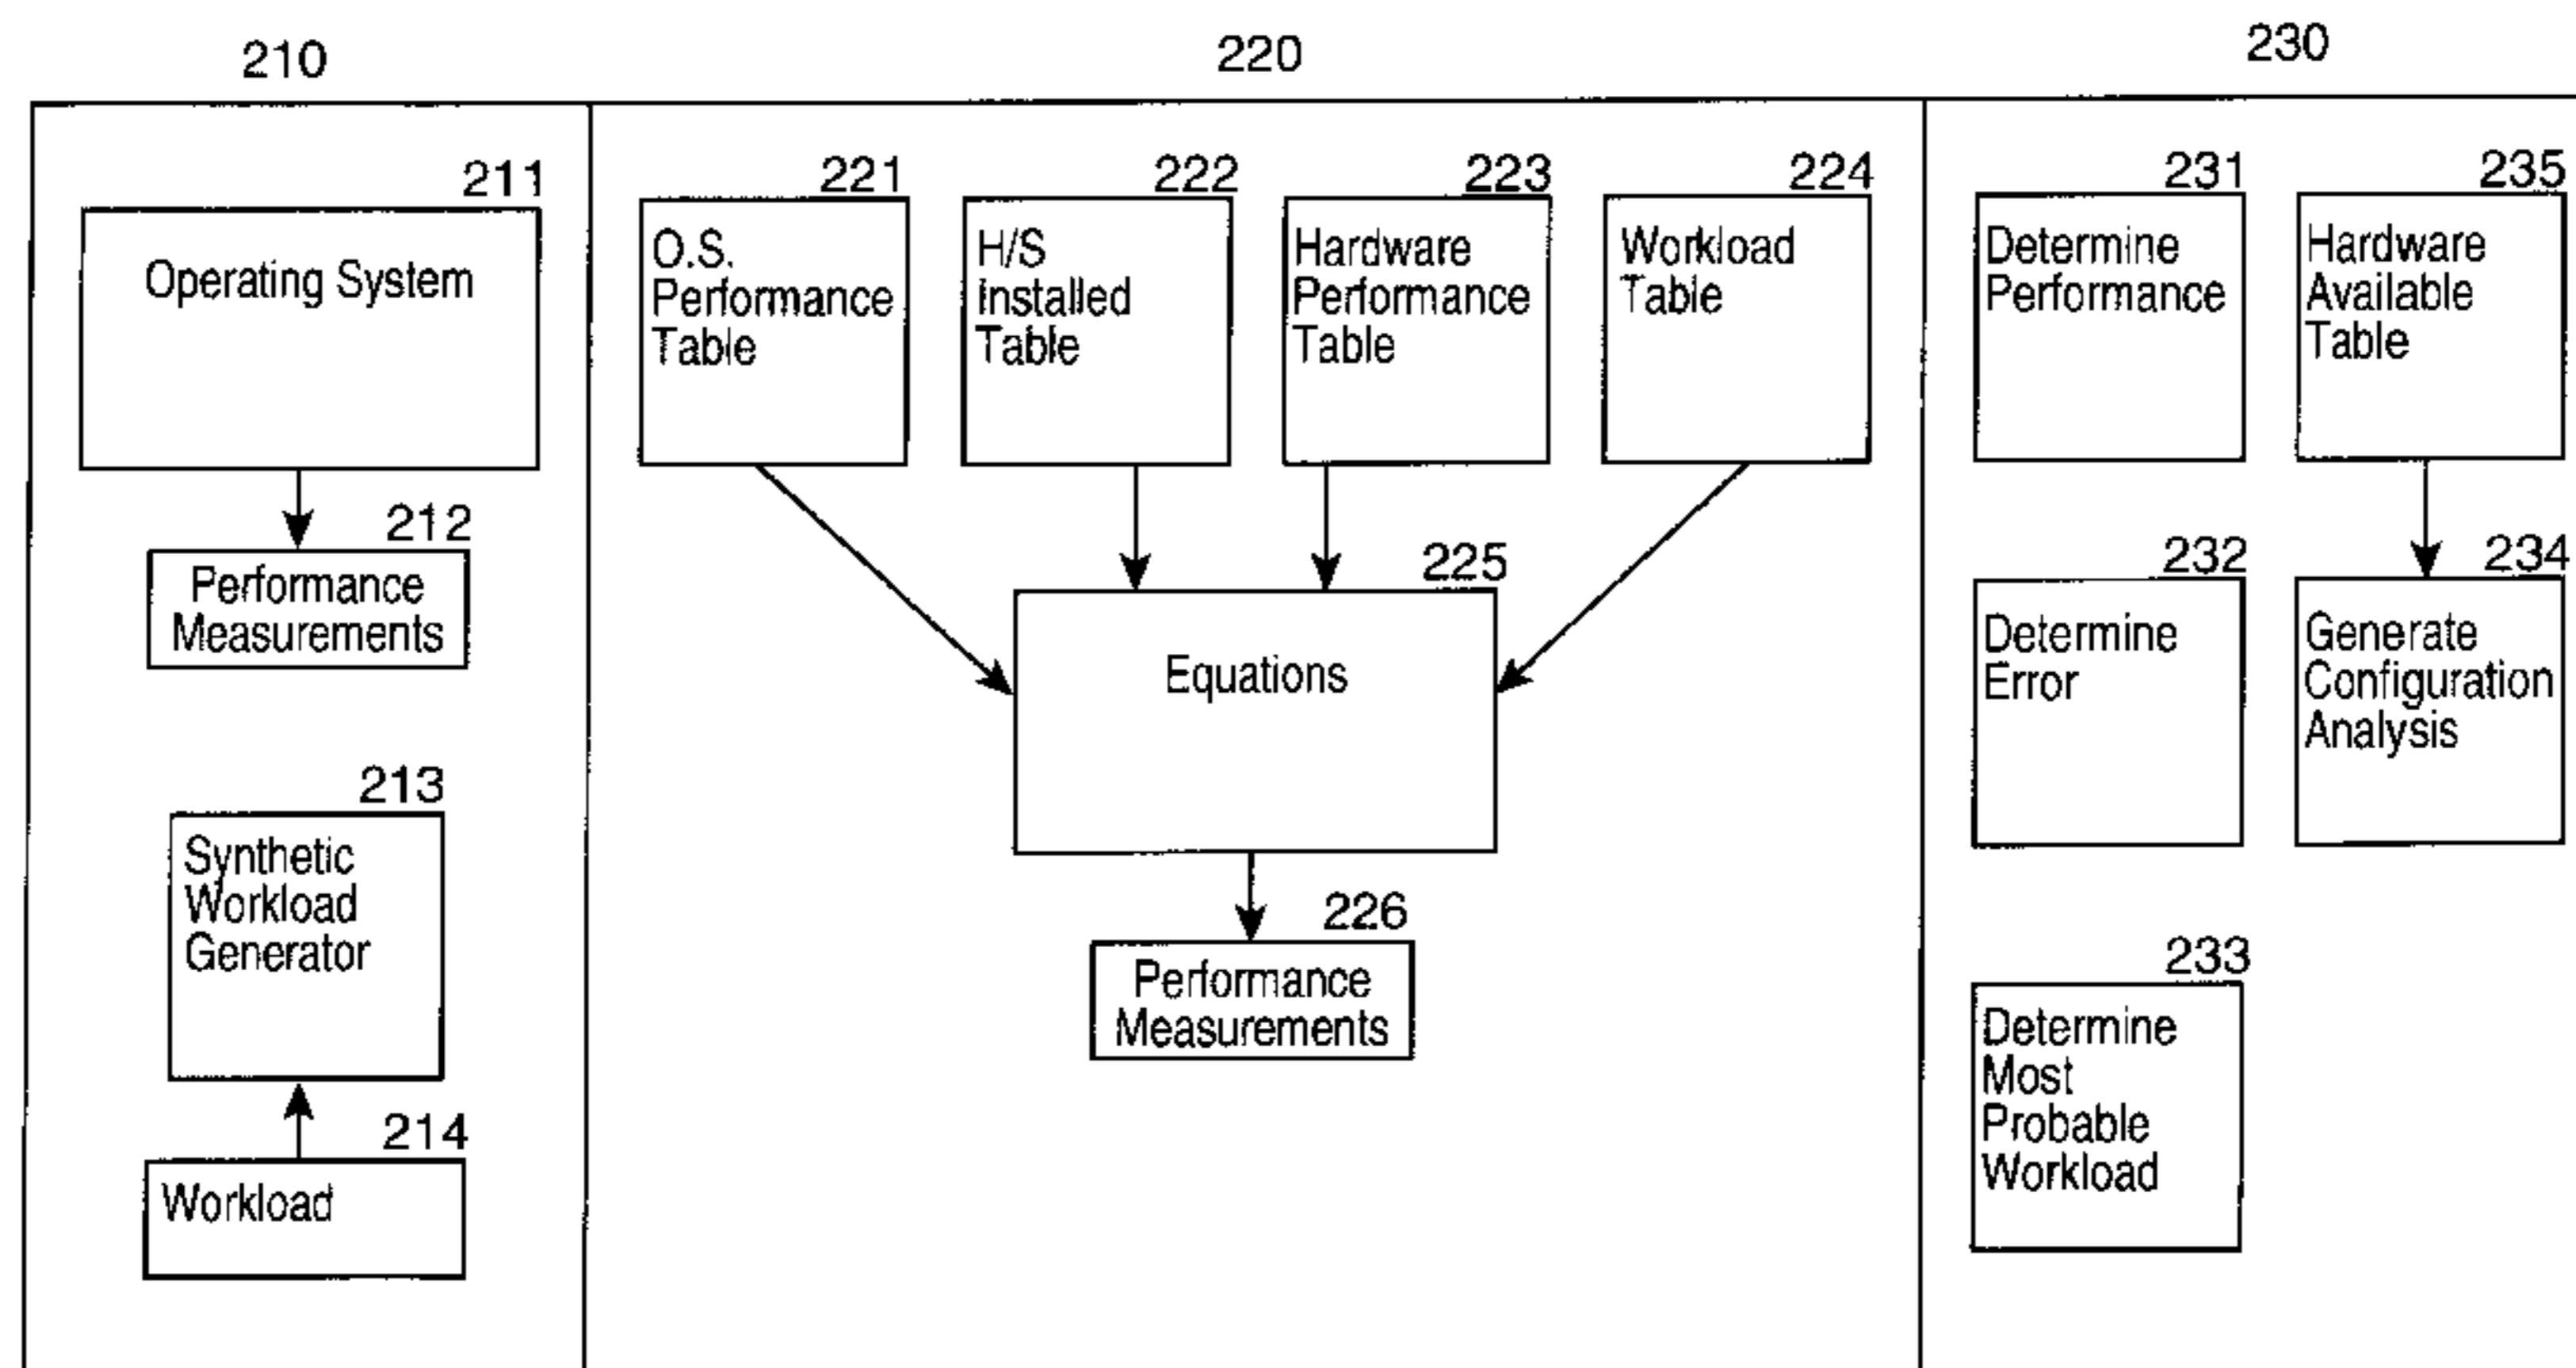 210
220
230
211
Operating System
212
Performance
Measurements
213
Synthetic
Workload
Generator
214
Workload
221
O.S.
Performance
Table
222
H/S
Installed
Table
223
Hardware
Performance
Table
224
Workload
Table
225
Equations
226
Performance
Measurements
231
Determine
Performance
235
Hardware
Available
Table
232
Determine
Error
234
Generate
Configuration
Analysis
233
Determine
Most
Probable
Workload